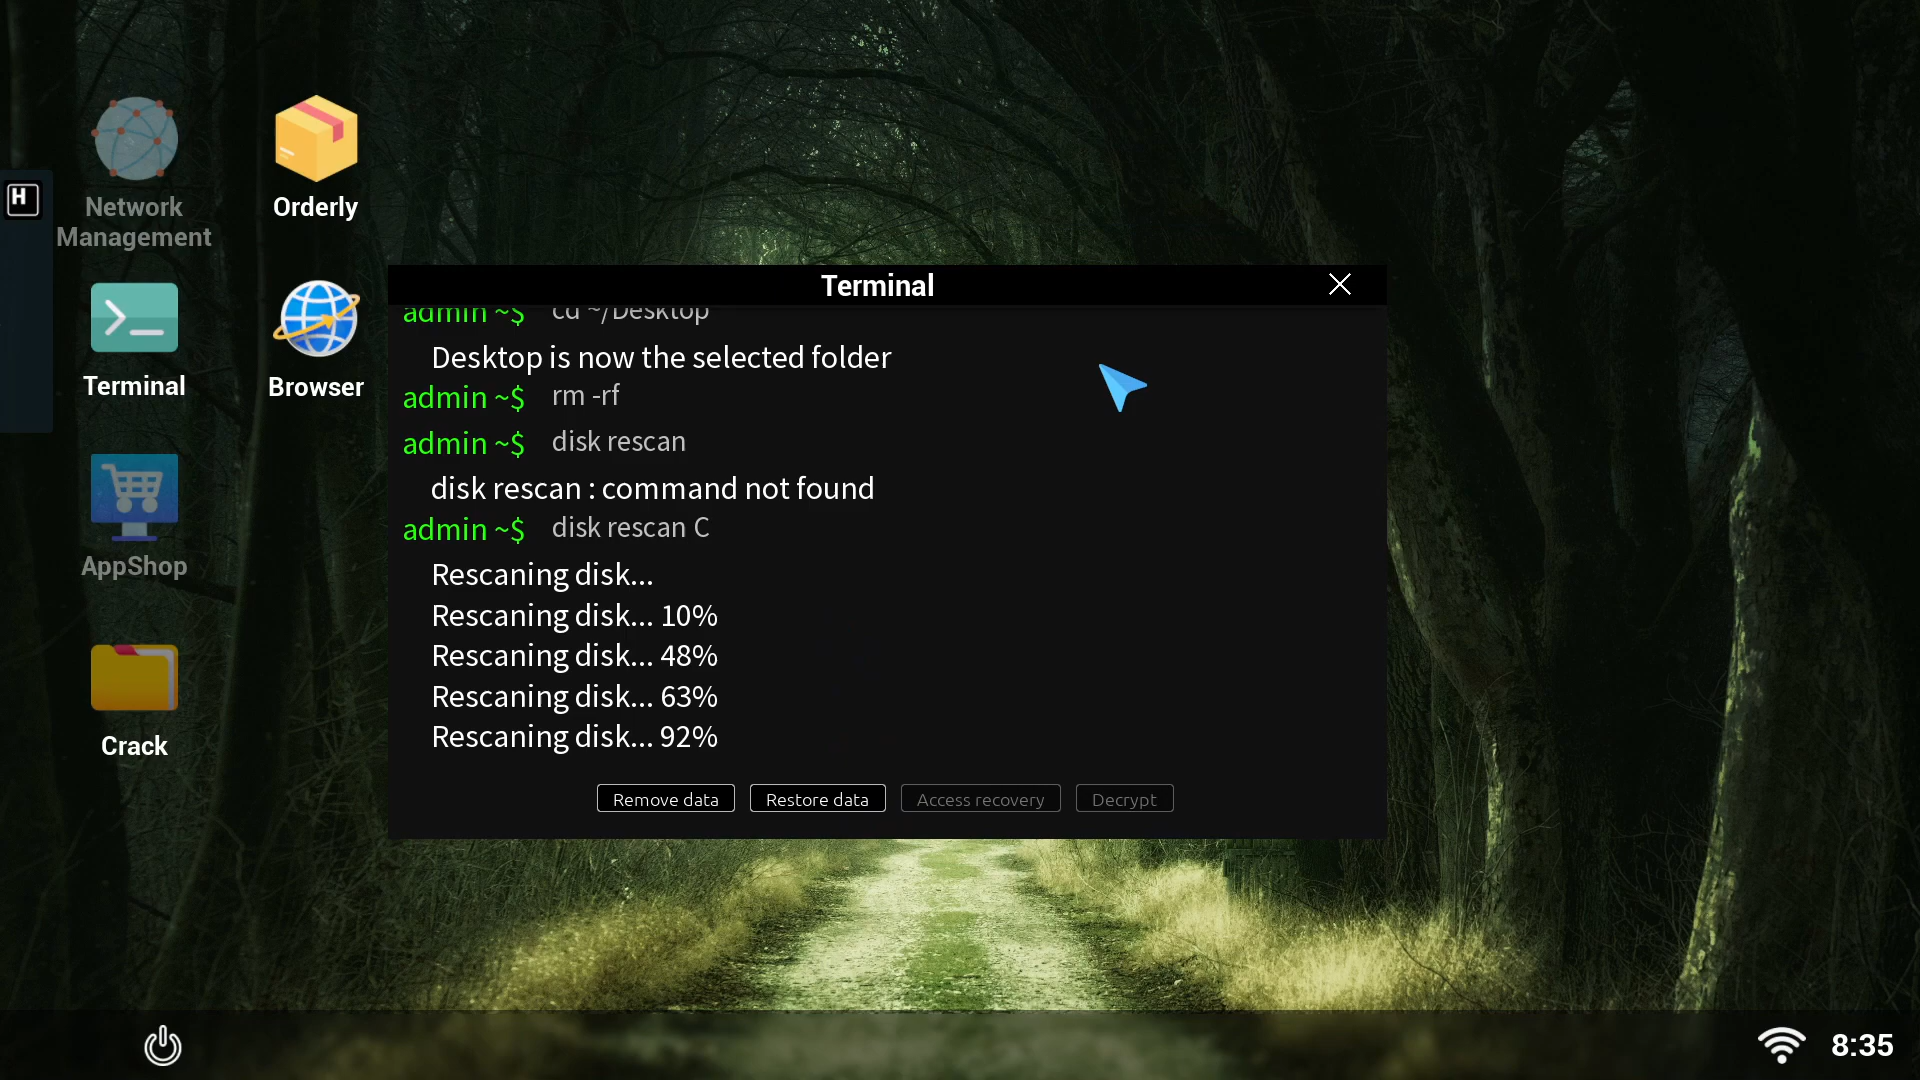 Network
Management
Orderly
H
Terminal
Browser
AppShop
Crack
Terminal
admin ~$ cd ~/Desktop
Desktop is now the selected folder
admin ~$ rm -rf
admin ~$ disk rescan
disk rescan : command not found
admin ~$ disk rescan C
Rescaning disk...
Rescaning disk... 10%
Rescaning disk... 48%
Rescaning disk... 63%
Rescaning disk... 92%
Remove data
Restore data
Access recovery
Decrypt
8:35